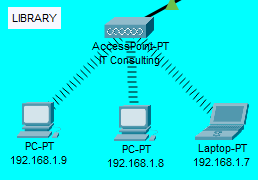 LIBRARY
AccessPoint-PT
IT Consulting
PC-PT
192.168.1.9
PC-PT
192.168.1.8
Laptop-PT
192.168.1.7